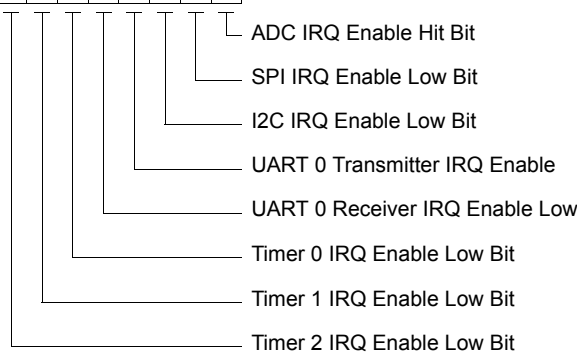 ADC IRQ Enable Hit Bit
SPI IRQ Enable Low Bit
I2C IRQ Enable Low Bit
UART 0 Transmitter IRQ Enable
UART 0 Receiver IRQ Enable Low
Timer 0 IRQ Enable Low Bit
Timer 1 IRQ Enable Low Bit
Timer 2 IRQ Enable Low Bit